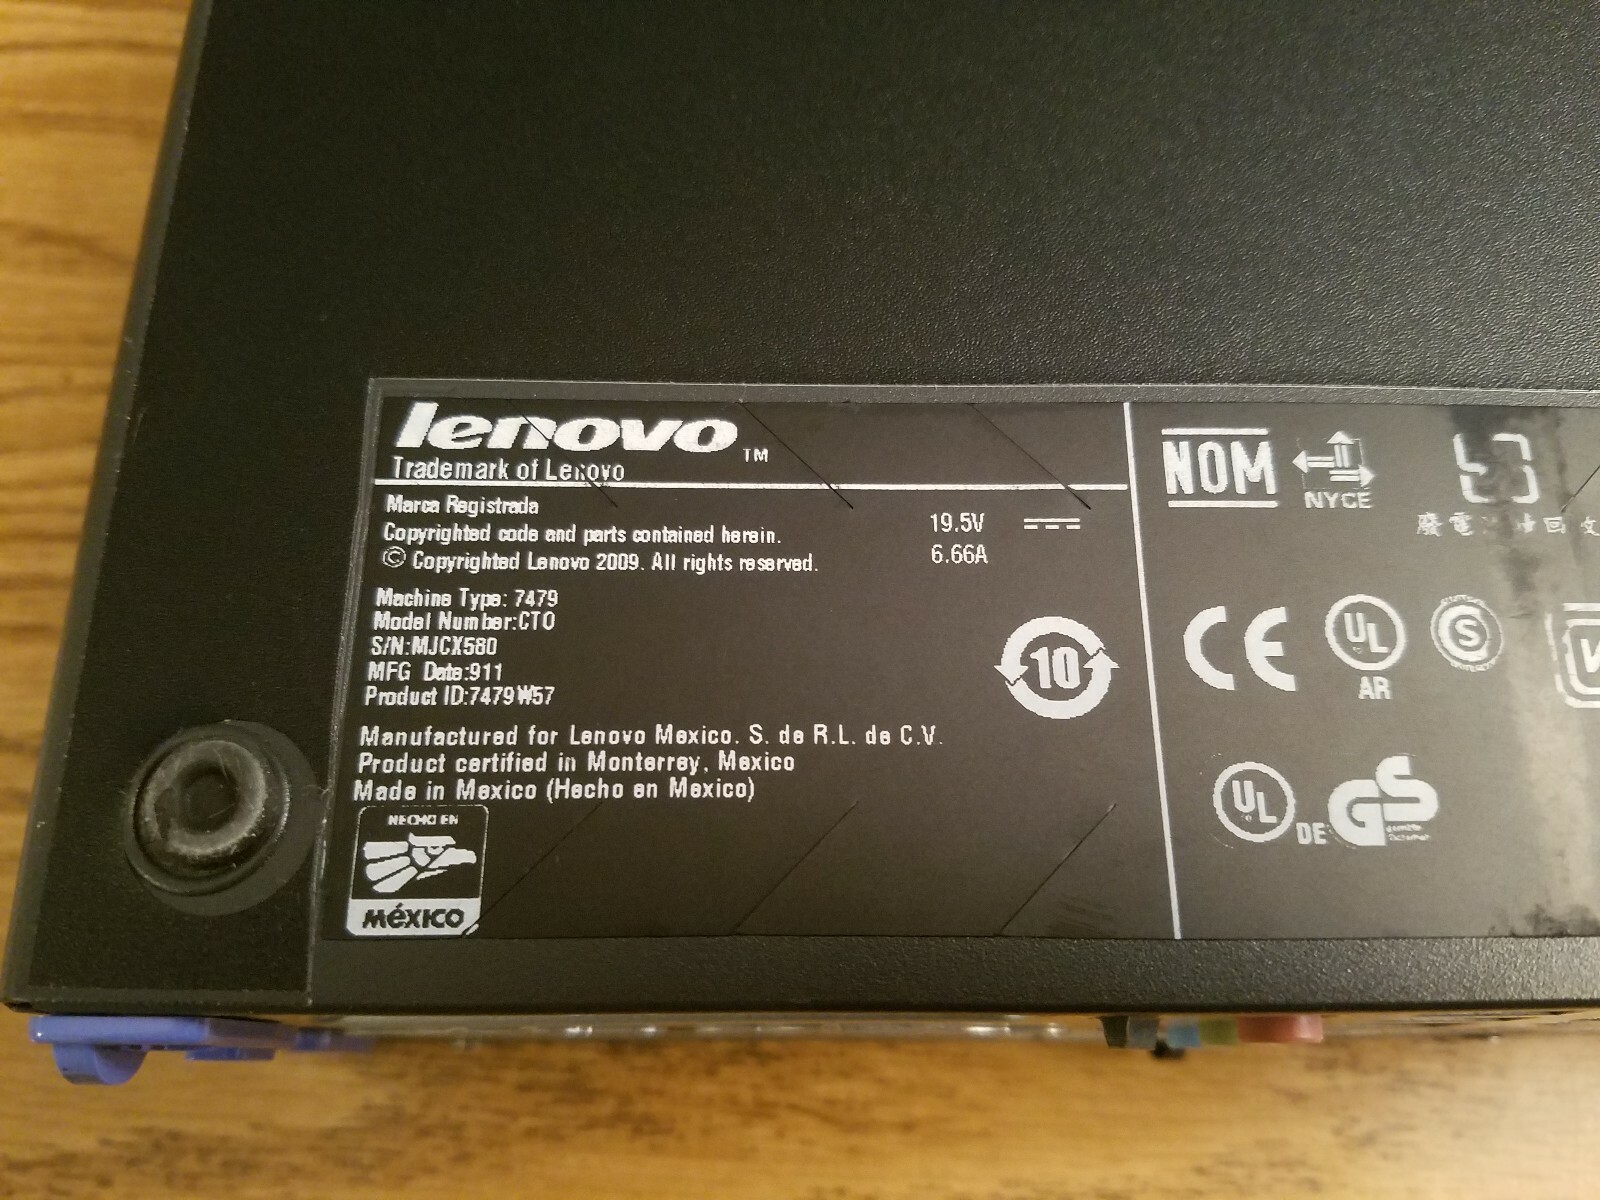 lenovo TM
Trademark of Lenovo
Marca Registrada
Copyrighted code and parts contained herein.
© Copyrighted Lenovo 2009. All rights reserved.
19.5V
6.66A
Machine Type: 7479
Model Number:CTO
S/N:MJCX580
MFG Date:911
Product ID:7479W57
Manufactured for Lenovo Mexico. S. de R.L. de C.V.
Product certified in Monterrey, Mexico
Made in Mexico (Hecho en Mexico)
HECHO EN
MéXICO
10
NOM
NYCE
廢電
回
CE
UL
AR
S
UL
DE
GS